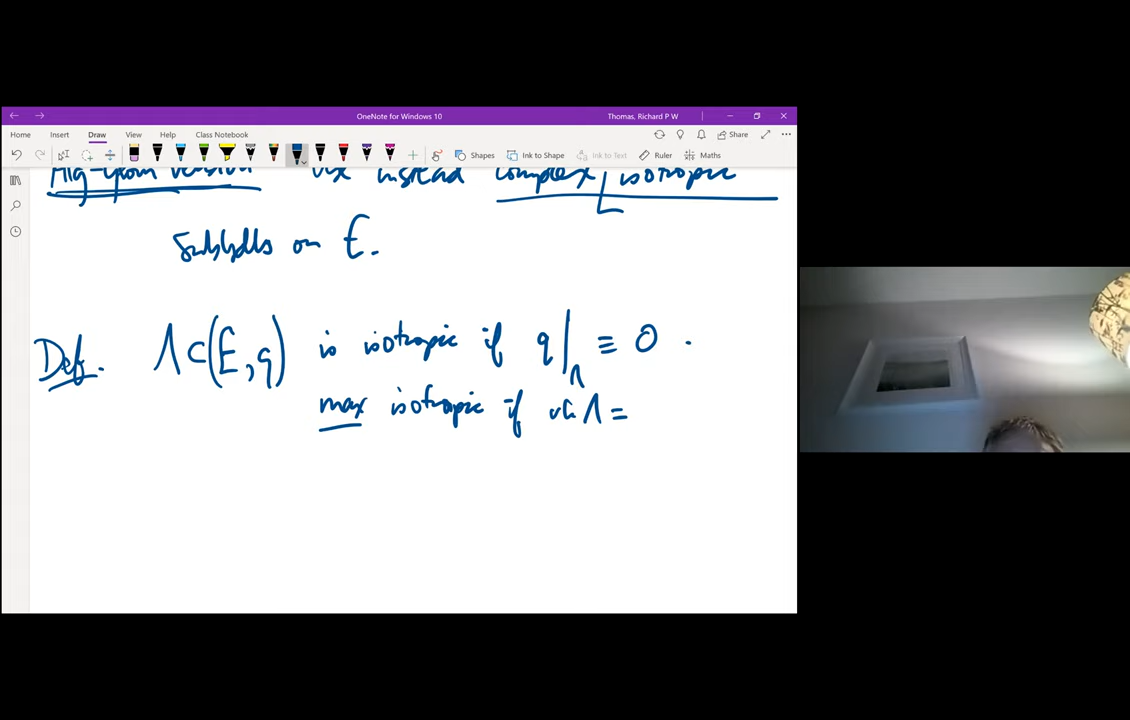 OneNote for Windows 10
Thomas, Richard P W
Home Insert Draw View Help Class Notebook
Share
Shapes Ink to Shape Ink to Text Ruler Maths
Alg-geom version use instead complex, isotropic
subbdls on E.
Def. Λ⊂(E,q) is isotropic if q|_Λ ≡ 0 .
max isotropic if rk Λ =